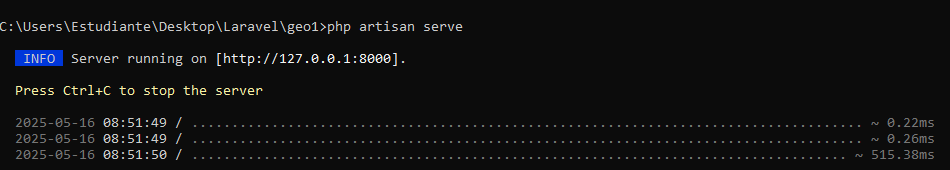 C:\Users\Estudiante\Desktop\Laravel\geo1>php artisan serve
INFO Server running on [http://127.0.0.1:8000].
Press Ctrl+C to stop the server
2025-05-16 08:51:49 / .................................................................................... ~ 0.22ms
2025-05-16 08:51:49 / .................................................................................... ~ 0.26ms
2025-05-16 08:51:50 / .................................................................................. ~ 515.38ms